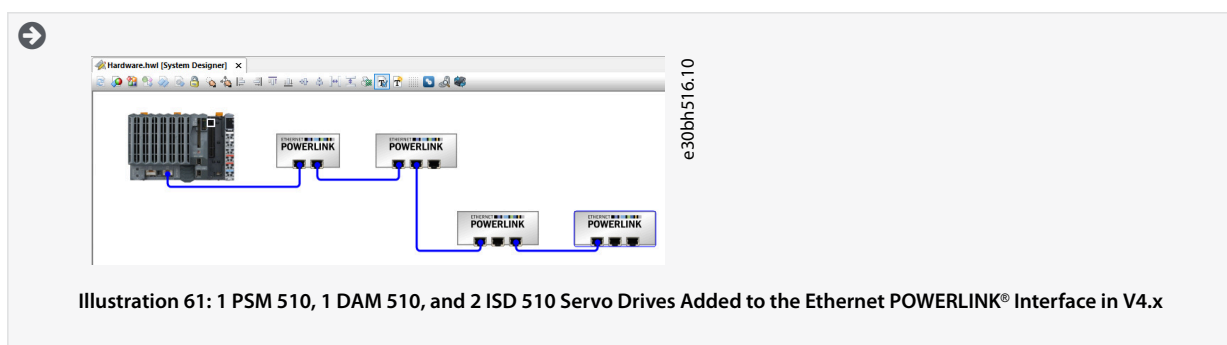 Hardware.hwl [System Designer] X
ETHERNET
POWERLINK
ETHERNET
POWERLINK
ETHERNET
POWERLINK
ETHERNET
POWERLINK
e30bh516.10
Illustration 61: 1 PSM 510, 1 DAM 510, and 2 ISD 510 Servo Drives Added to the Ethernet POWERLINK® Interface in V4.x